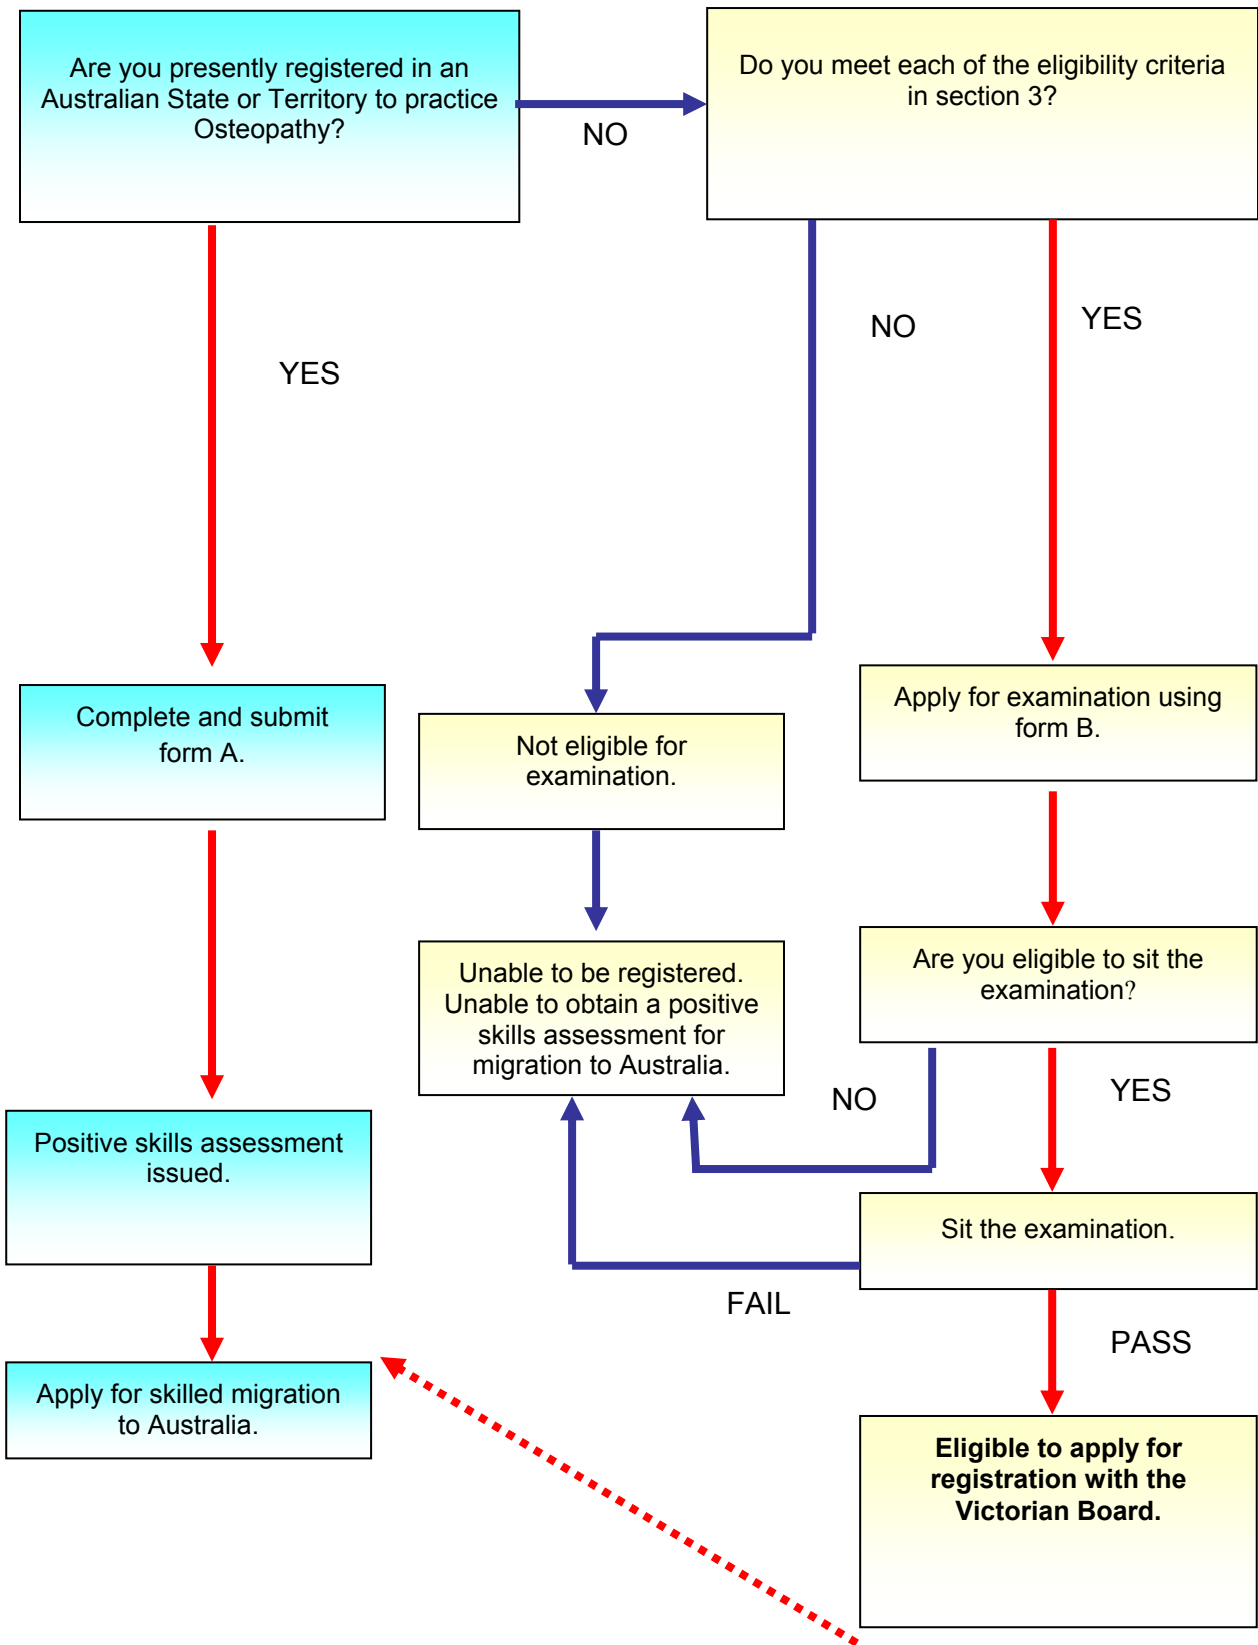 Are you presently registered in an
Australian State or Territory to practice
Osteopathy?
NO
Do you meet each of the eligibility criteria
in section 3?
YES
NO
YES
Complete and submit
form A.
Not eligible for
examination.
Apply for examination using
form B.
Unable to be registered.
Unable to obtain a positive
skills assessment for
migration to Australia.
Are you eligible to sit the
examination?
NO
YES
Positive skills assessment
issued.
Sit the examination.
FAIL
PASS
Apply for skilled migration
to Australia.
Eligible to apply for
registration with the
Victorian Board.